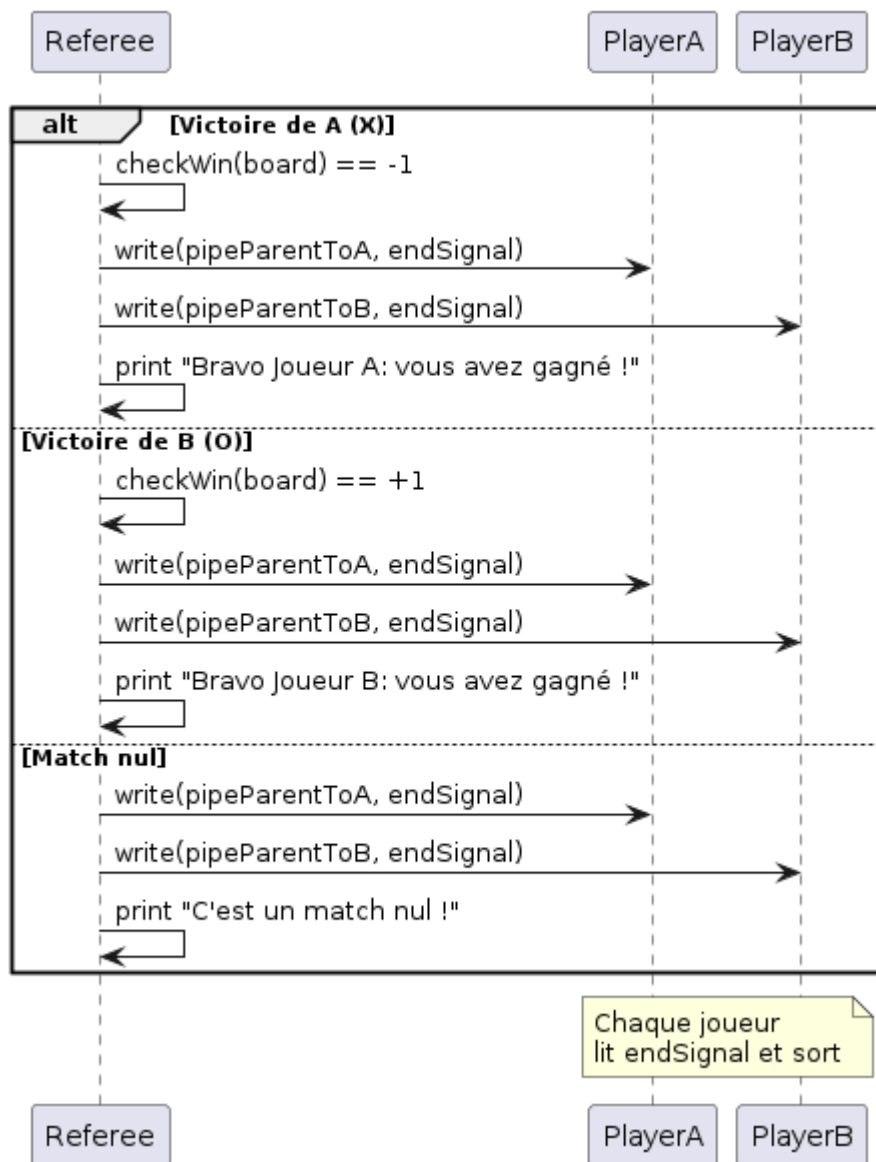 Referee PlayerA PlayerB
alt [Victoire de A (X)]
checkWin(board) == -1
write(pipeParentToA, endSignal)
write(pipeParentToB, endSignal)
print "Bravo Joueur A: vous avez gagné !"
[Victoire de B (O)]
checkWin(board) == +1
write(pipeParentToA, endSignal)
write(pipeParentToB, endSignal)
print "Bravo Joueur B: vous avez gagné !"
[Match nul]
write(pipeParentToA, endSignal)
write(pipeParentToB, endSignal)
print "C'est un match nul !"
Chaque joueur
lit endSignal et sort
Referee PlayerA PlayerB